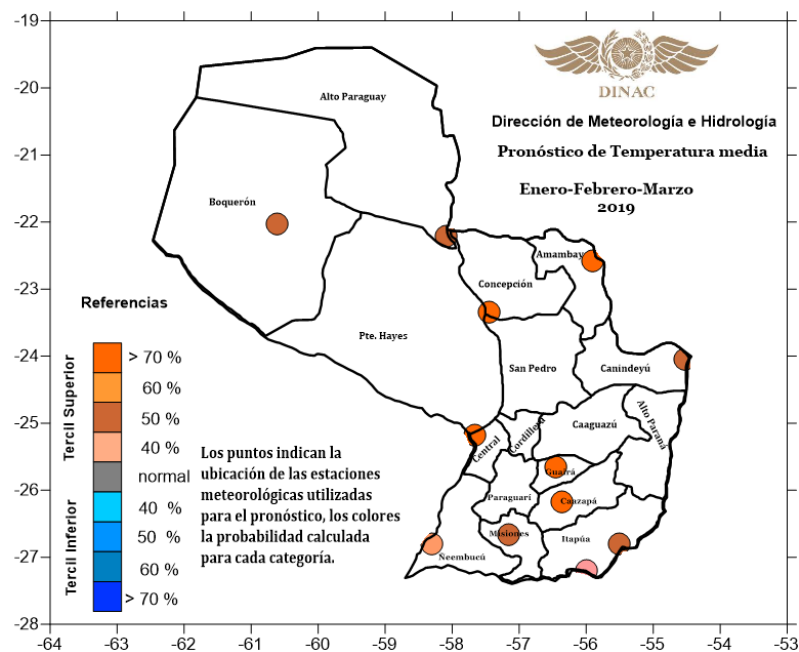 -19
-20
-21
-22
-23
-24
-25
-26
-27
-28
-64
-63
-62
-61
-60
-59
-58
-57
-56
-55
-54
-53
DINAC
Dirección de Meteorología e Hidrología
Pronóstico de Temperatura media
Enero-Febrero-Marzo
2019
Alto Paraguay
Boquerón
Amambay
Concepción
Pte. Hayes
San Pedro
Canindeyú
Alto Paraná
Caaguazú
Cordillera
Central
Guairá
Caazapá
Paraguarí
Misiones
Itapúa
Ñeembucú
Referencias
Tercil Superior
> 70 %
60 %
50 %
40 %
normal
Tercil Inferior
40 %
50 %
60 %
> 70 %
Los puntos indican la
ubicación de las estaciones
meteorológicas utilizadas
para el pronóstico, los colores
la probabilidad calculada
para cada categoría.